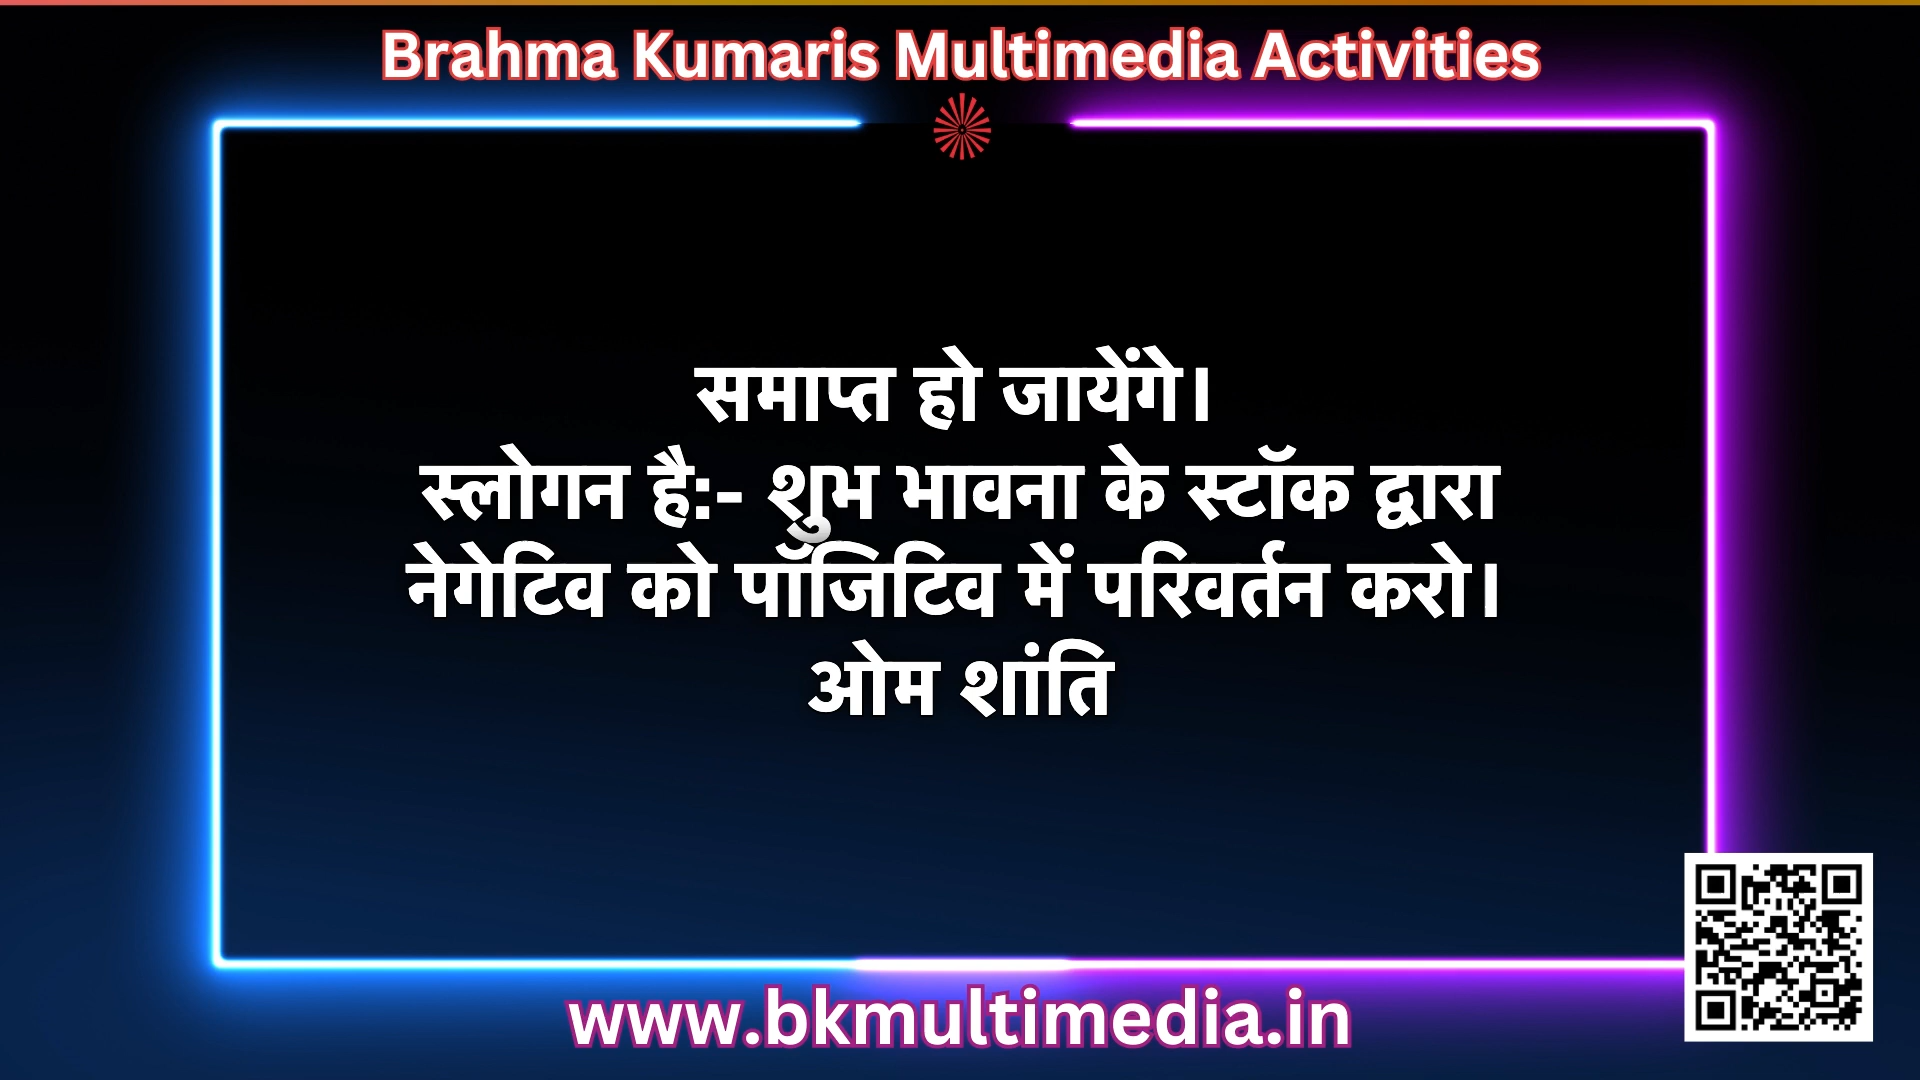 Brahma Kumaris Multimedia Activities
समाप्त हो जायेंगे।
स्लोगन है:- शुभ भावना के स्टॉक द्वारा
नेगेटिव को पॉजिटिव में परिवर्तन करो।
ओम शांति
www.bkmultimedia.in